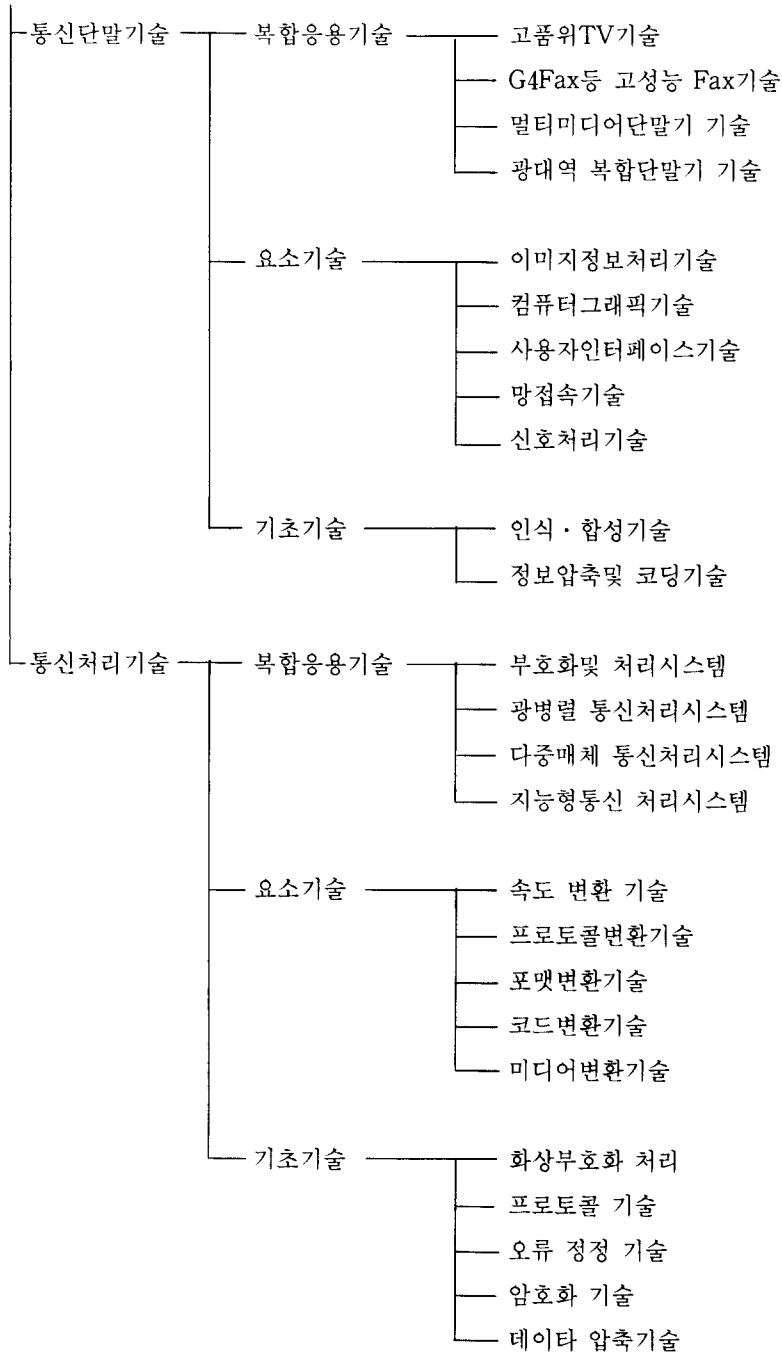 통신단말기술 복합응용기술 고품위TV기술
G4Fax등 고성능 Fax기술
멀티미디어단말기 기술
광대역 복합단말기 기술
요소기술 이미지정보처리기술
컴퓨터그래픽기술
사용자인터페이스기술
망접속기술
신호처리기술
기초기술 인식·합성기술
정보압축및 코딩기술
통신처리기술 복합응용기술 부호화및 처리시스템
광병렬 통신처리시스템
다중매체 통신처리시스템
지능형통신 처리시스템
요소기술 속도 변환 기술
프로토콜변환기술
포맷변환기술
코드변환기술
미디어변환기술
기초기술 화상부호화 처리
프로토콜 기술
오류 정정 기술
암호화 기술
데이타 압축기술